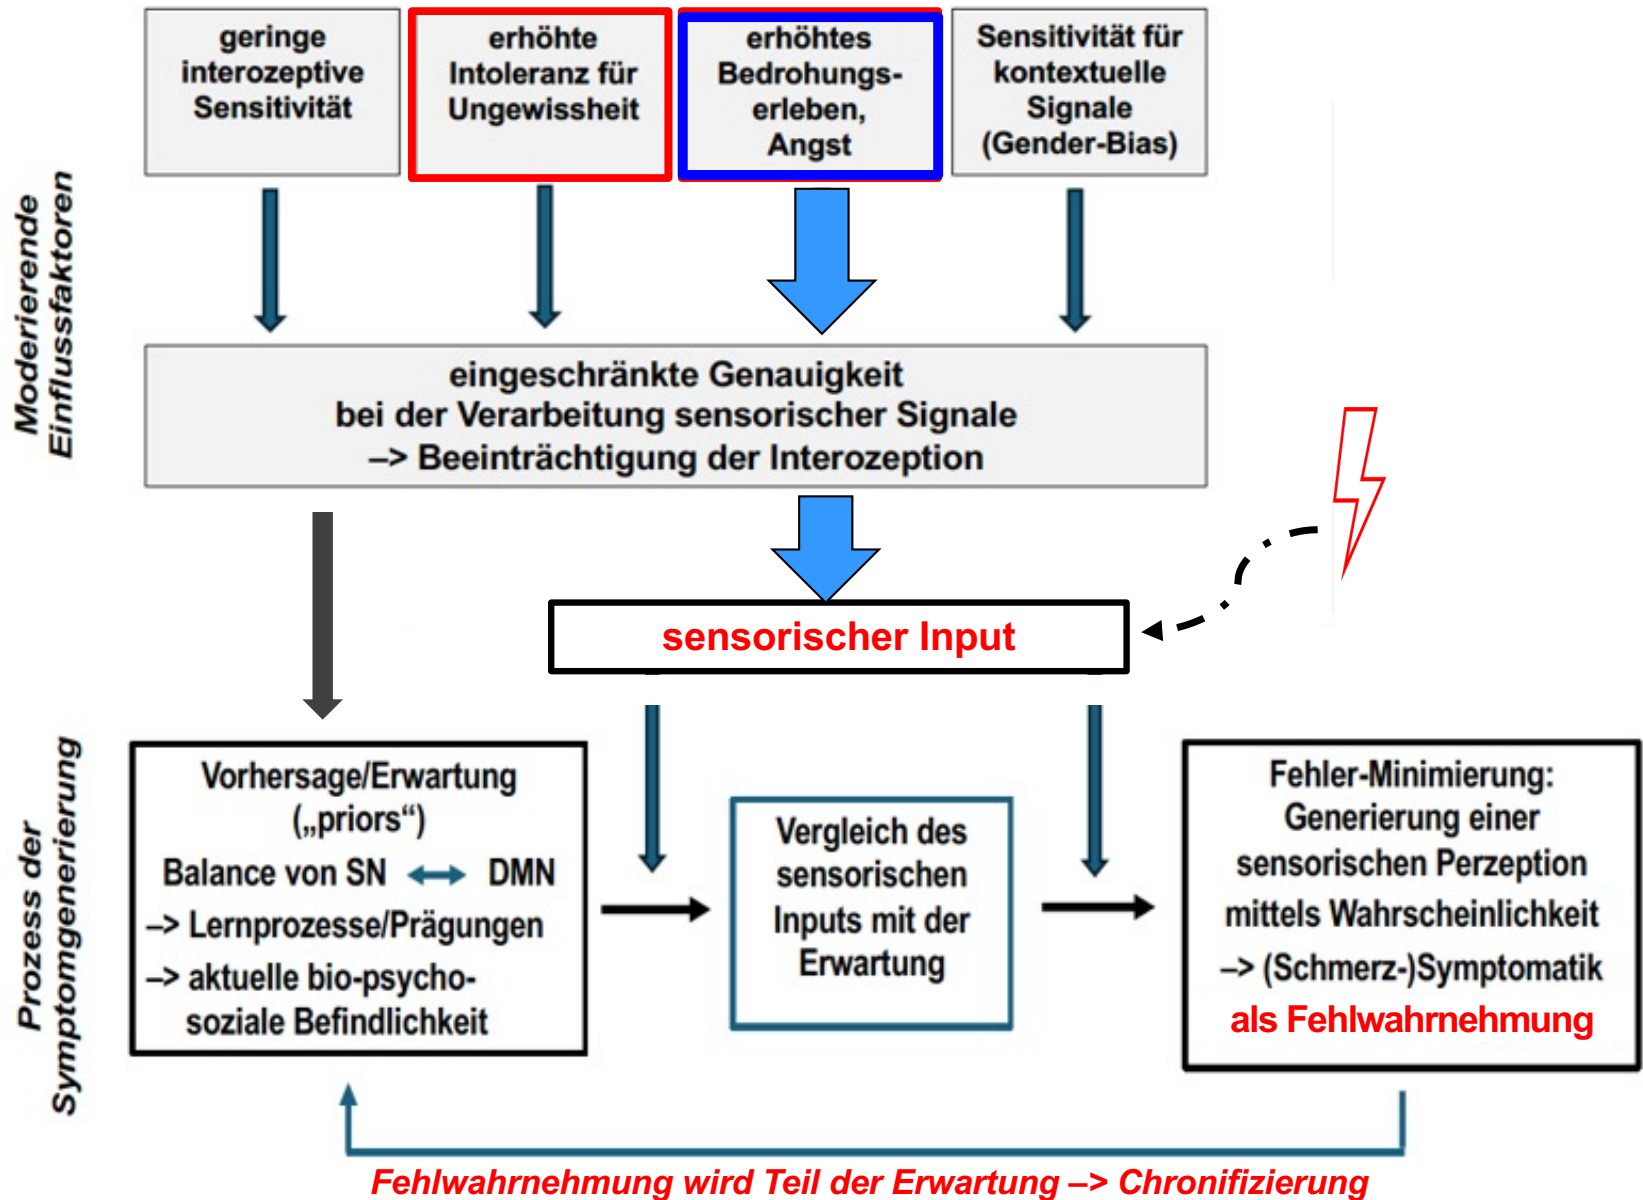 geringe
interozeptive
Sensitivität
erhöhte
Intoleranz für
Ungewissheit
erhöhtes
Bedrohungs-
erleben,
Angst
Sensitivität für
kontextuelle
Signale
(Gender-Bias)
Moderierende
Einflussfaktoren
eingeschränkte Genauigkeit
bei der Verarbeitung sensorischer Signale
–> Beeinträchtigung der Interozeption
sensorischer Input
Prozess der
Symptomgenerierung
Vorhersage/Erwartung
(„priors“)
Balance von SN ↔ DMN
–> Lernprozesse/Prägungen
–> aktuelle bio-psycho-
soziale Befindlichkeit
Vergleich des
sensorischen
Inputs mit der
Erwartung
Fehler-Minimierung:
Generierung einer
sensorischen Perzeption
mittels Wahrscheinlichkeit
–> (Schmerz-)Symptomatik
als Fehlwahrnehmung
Fehlwahrnehmung wird Teil der Erwartung –> Chronifizierung